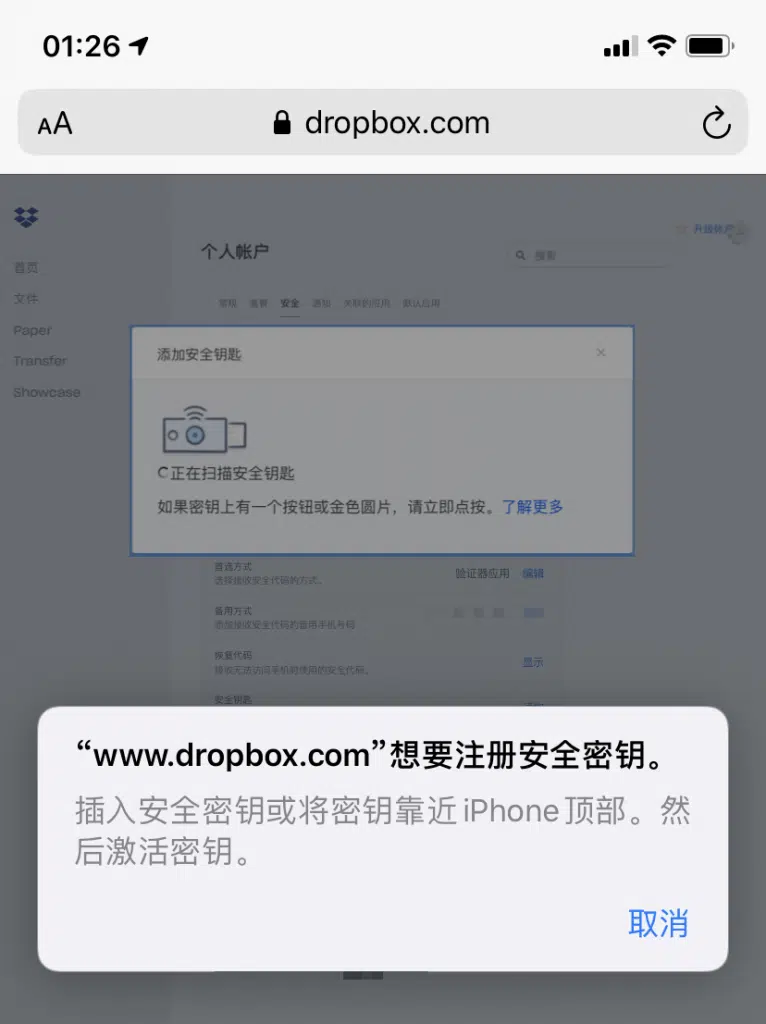 01:26
AA dropbox.com
升级帐户
个人帐户
搜索
首页
文件
Paper
Transfer
Showcase
常规 套餐 安全 通知 关联的应用 默认应用
添加安全钥匙 ×
正在扫描安全钥匙
如果密钥上有一个按钮或金色圆片，请立即点按。了解更多
首选方式
选择接收安全代码的方式。
验证器应用 编辑
备用方式
添加接收安全代码的备用手机号码
恢复代码
显示
安全钥匙
“www.dropbox.com”想要注册安全密钥。
插入安全密钥或将密钥靠近iPhone顶部。然
后激活密钥。
取消